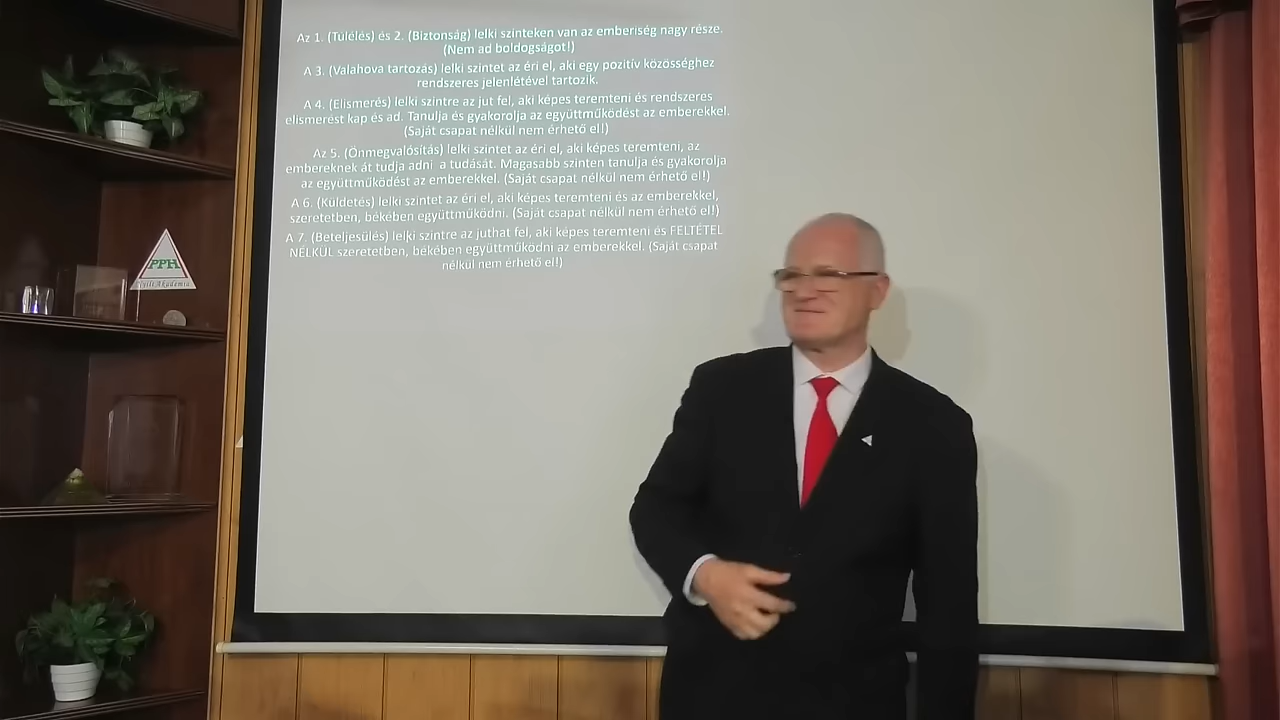 Az 1. (Túlélés) és 2. (Biztonság) lelki szinteken van az emberiség nagy része.
(Nem ad boldogságot!)
A 3. (Valahova tartozás) lelki szintet az éri el, aki egy pozitív közösséghez
rendszeres jelenlétével tartozik.
A 4. (Elismerés) lelki szintre az jut fel, aki képes teremteni és rendszeres
elismerést kap és ad. Tanulja és gyakorolja az együttműködést az emberekkel.
(Saját csapat nélkül nem érhető el!)
Az 5. (Önmegvalósítás) lelki szintet az éri el, aki képes teremteni, az
embereknek át tudja adni a tudását. Magasabb szinten tanulja és gyakorolja
az együttműködést az emberekkel. (Saját csapat nélkül nem érhető el!)
A 6. (Küldetés) lelki szintet az éri el, aki képes teremteni és az emberekkel,
szeretetben, békében együttműködni. (Saját csapat nélkül nem érhető el!)
A 7. (Beteljesülés) lelki szintre az juthat fel, aki képes teremteni és FELTÉTEL
NÉLKÜL szeretetben, békében együttműködni az emberekkel. (Saját csapat
nélkül nem érhető el!)
PPH
Nyílt Akadémia